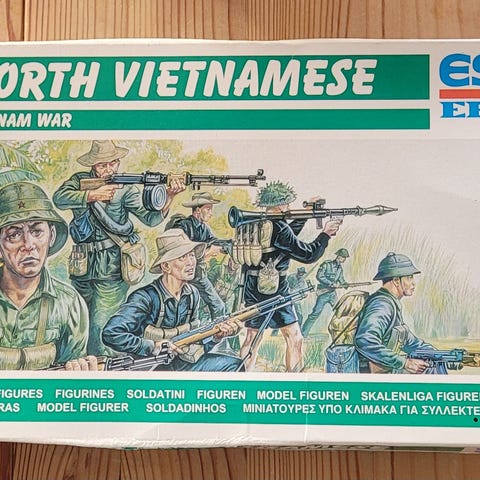 ORTH VIETNAMESE
NAM WAR
ES
ER
FIGURES FIGURINES SOLDATINI FIGUREN MODEL FIGUREN SKALENLIGA FIGURE
RAS MODEL FIGURER SOLDADINHOS ΜΙΝΙΑΤΟΥΡΕΣ ΥΠΟ ΚΛΙΜΑΚΑ ΓΙΑ ΣΥΛΛΕΚΤΕ